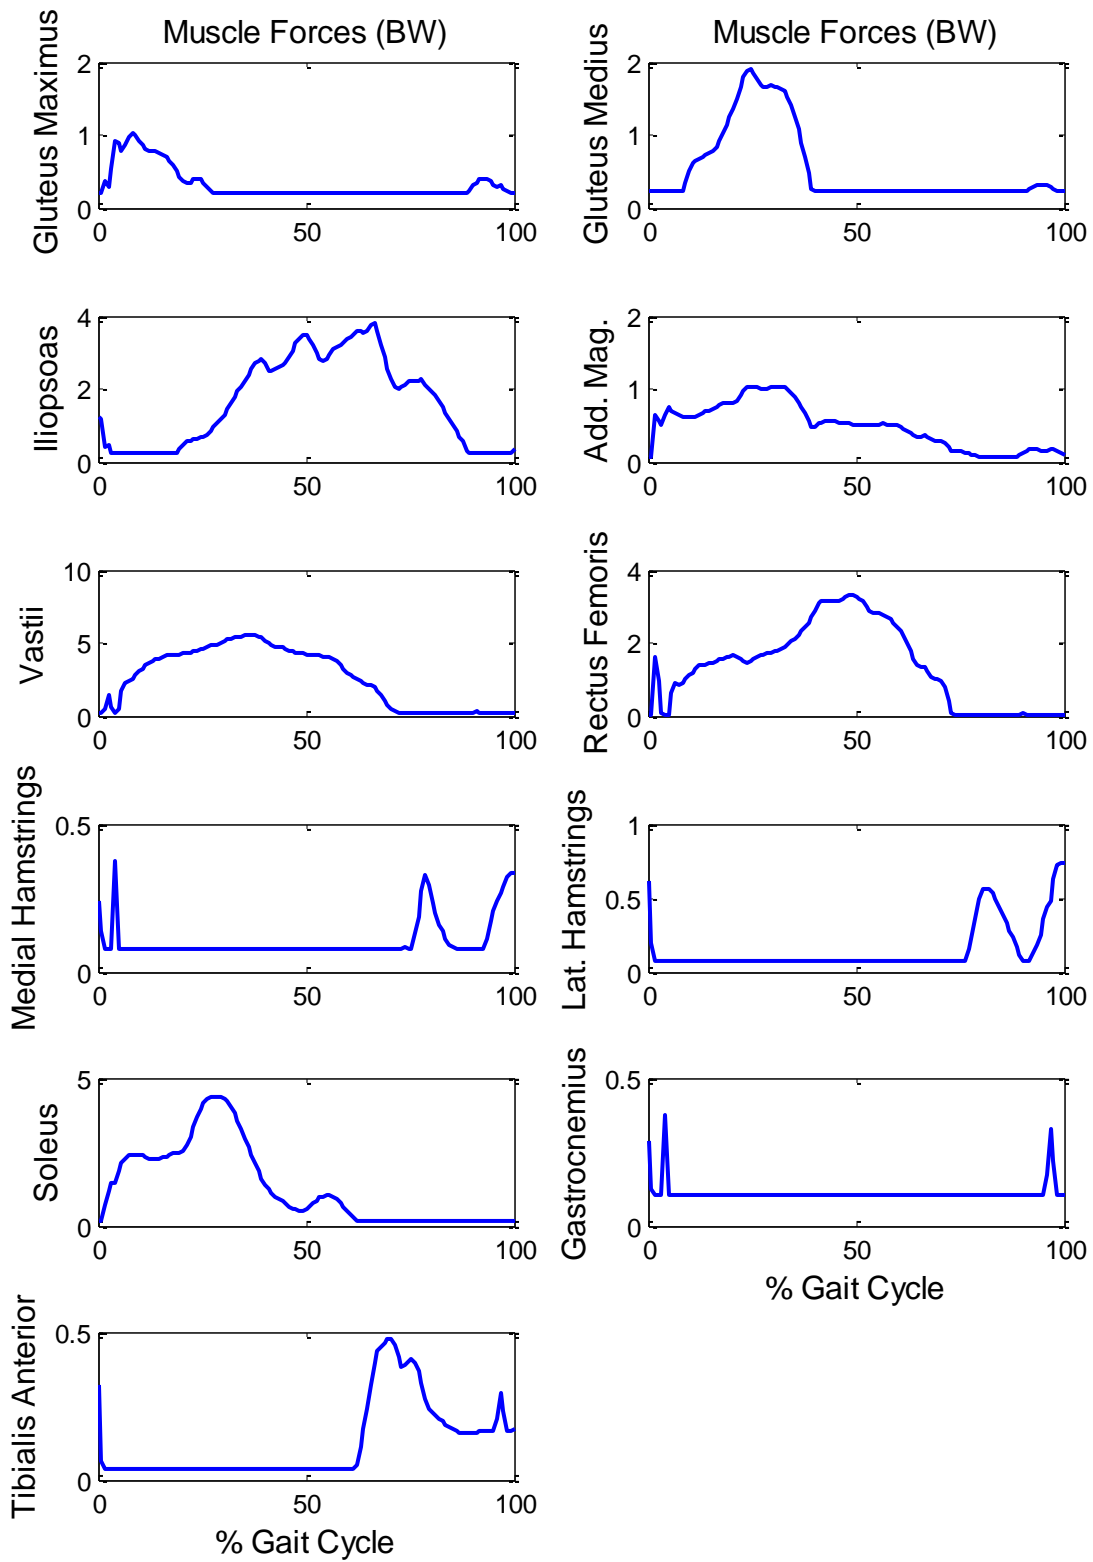 Muscle Forces (BW)
Muscle Forces (BW)
Gluteus Maximus
2
1
0
0 50 100
Gluteus Medius
2
1
0
0 50 100
Iliopsoas
4
2
0
0 50 100
Add. Mag.
2
1
0
0 50 100
Vastii
10
5
0
0 50 100
Rectus Femoris
4
2
0
0 50 100
Medial Hamstrings
0.5
0
0 50 100
Lat. Hamstrings
1
0.5
0
0 50 100
Soleus
5
0
0 50 100
Gastrocnemius
0.5
0
0 50 100
% Gait Cycle
Tibialis Anterior
0.5
0
0 50 100
% Gait Cycle